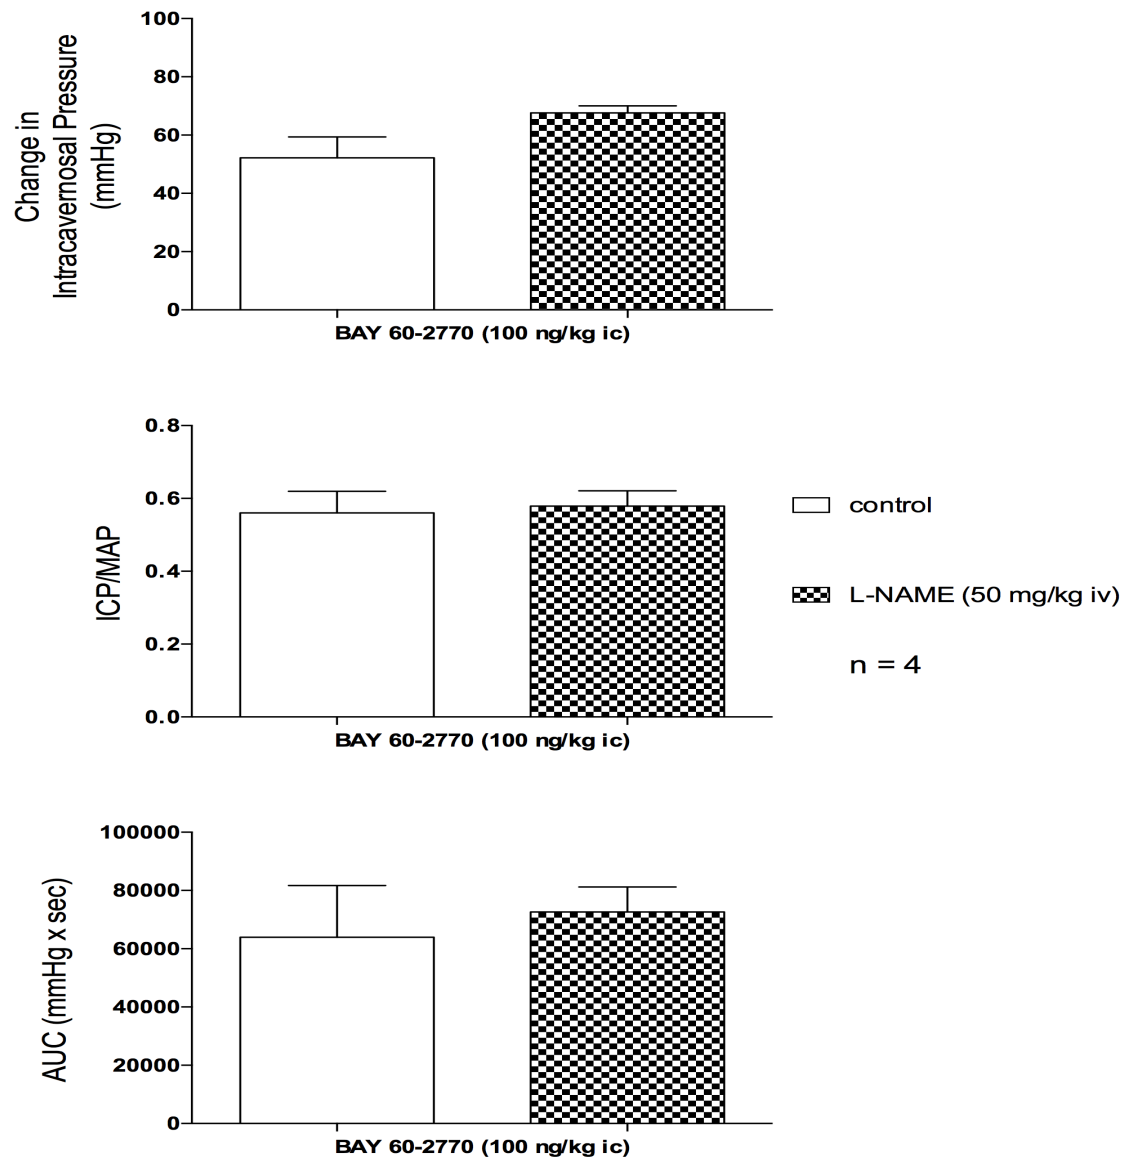 Change in
Intracavernosal Pressure
(mmHg)
100
80
60
40
20
0
BAY 60-2770 (100 ng/kg ic)
ICP/MAP
0.8
0.6
0.4
0.2
0.0
BAY 60-2770 (100 ng/kg ic)
control
L-NAME (50 mg/kg iv)
n = 4
AUC (mmHg x sec)
100000
80000
60000
40000
20000
0
BAY 60-2770 (100 ng/kg ic)